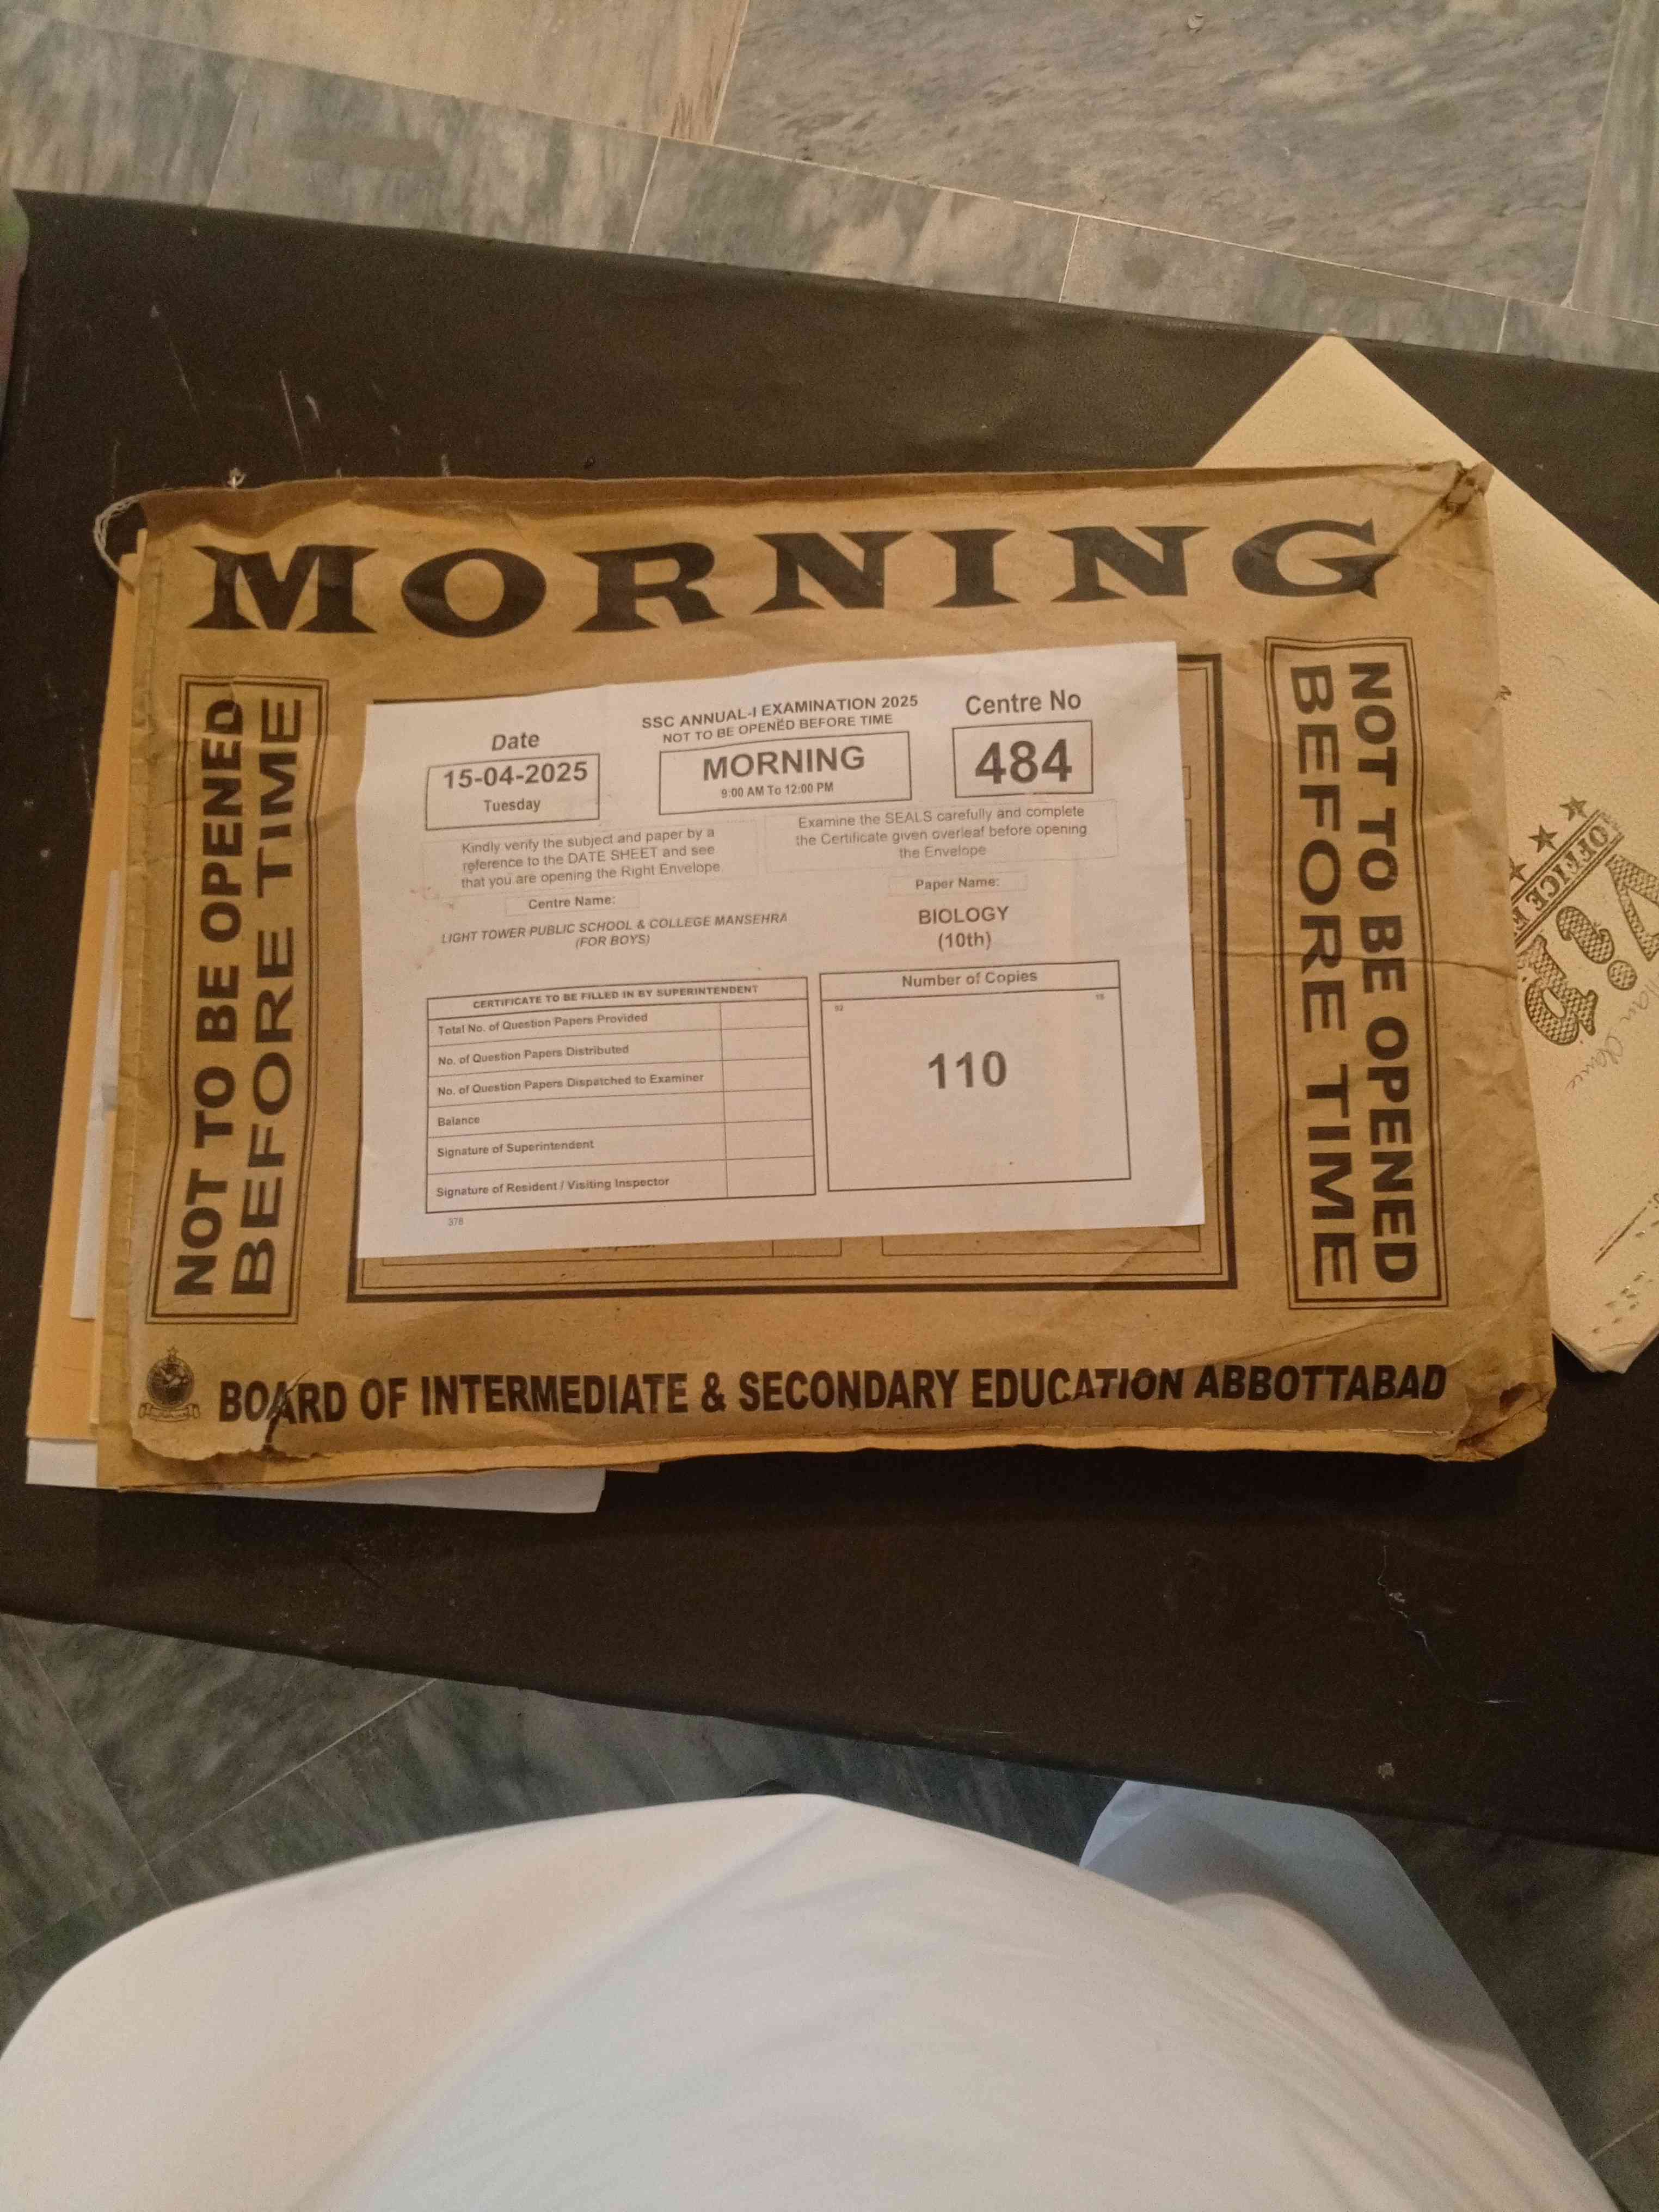 MORNING
NOT TO BE OPENED
BEFORE TIME
Date
15-04-2025
Tuesday
SSC ANNUAL-I EXAMINATION 2025
NOT TO BE OPENED BEFORE TIME
MORNING
9:00 AM To 12:00 PM
Centre No
484
Kindly verify the subject and paper by a
reference to the DATE SHEET and see
that you are opening the Right Envelope
Examine the SEALS carefully and complete
the Certificate given overleaf before opening
the Envelope
Centre Name:
LIGHT TOWER PUBLIC SCHOOL & COLLEGE MANSEHRA
(FOR BOYS)
Paper Name:
BIOLOGY
(10th)
CERTIFICATE TO BE FILLED IN BY SUPERINTENDENT
Total No. of Question Papers Provided
No. of Question Papers Distributed
No. of Question Papers Dispatched to Examiner
Balance
Signature of Superintendent
Signature of Resident / Visiting Inspector
378
Number of Copies
110
NOT TO BE OPENED
BEFORE TIME
BOARD OF INTERMEDIATE & SECONDARY EDUCATION ABBOTTABAD
OFFICE